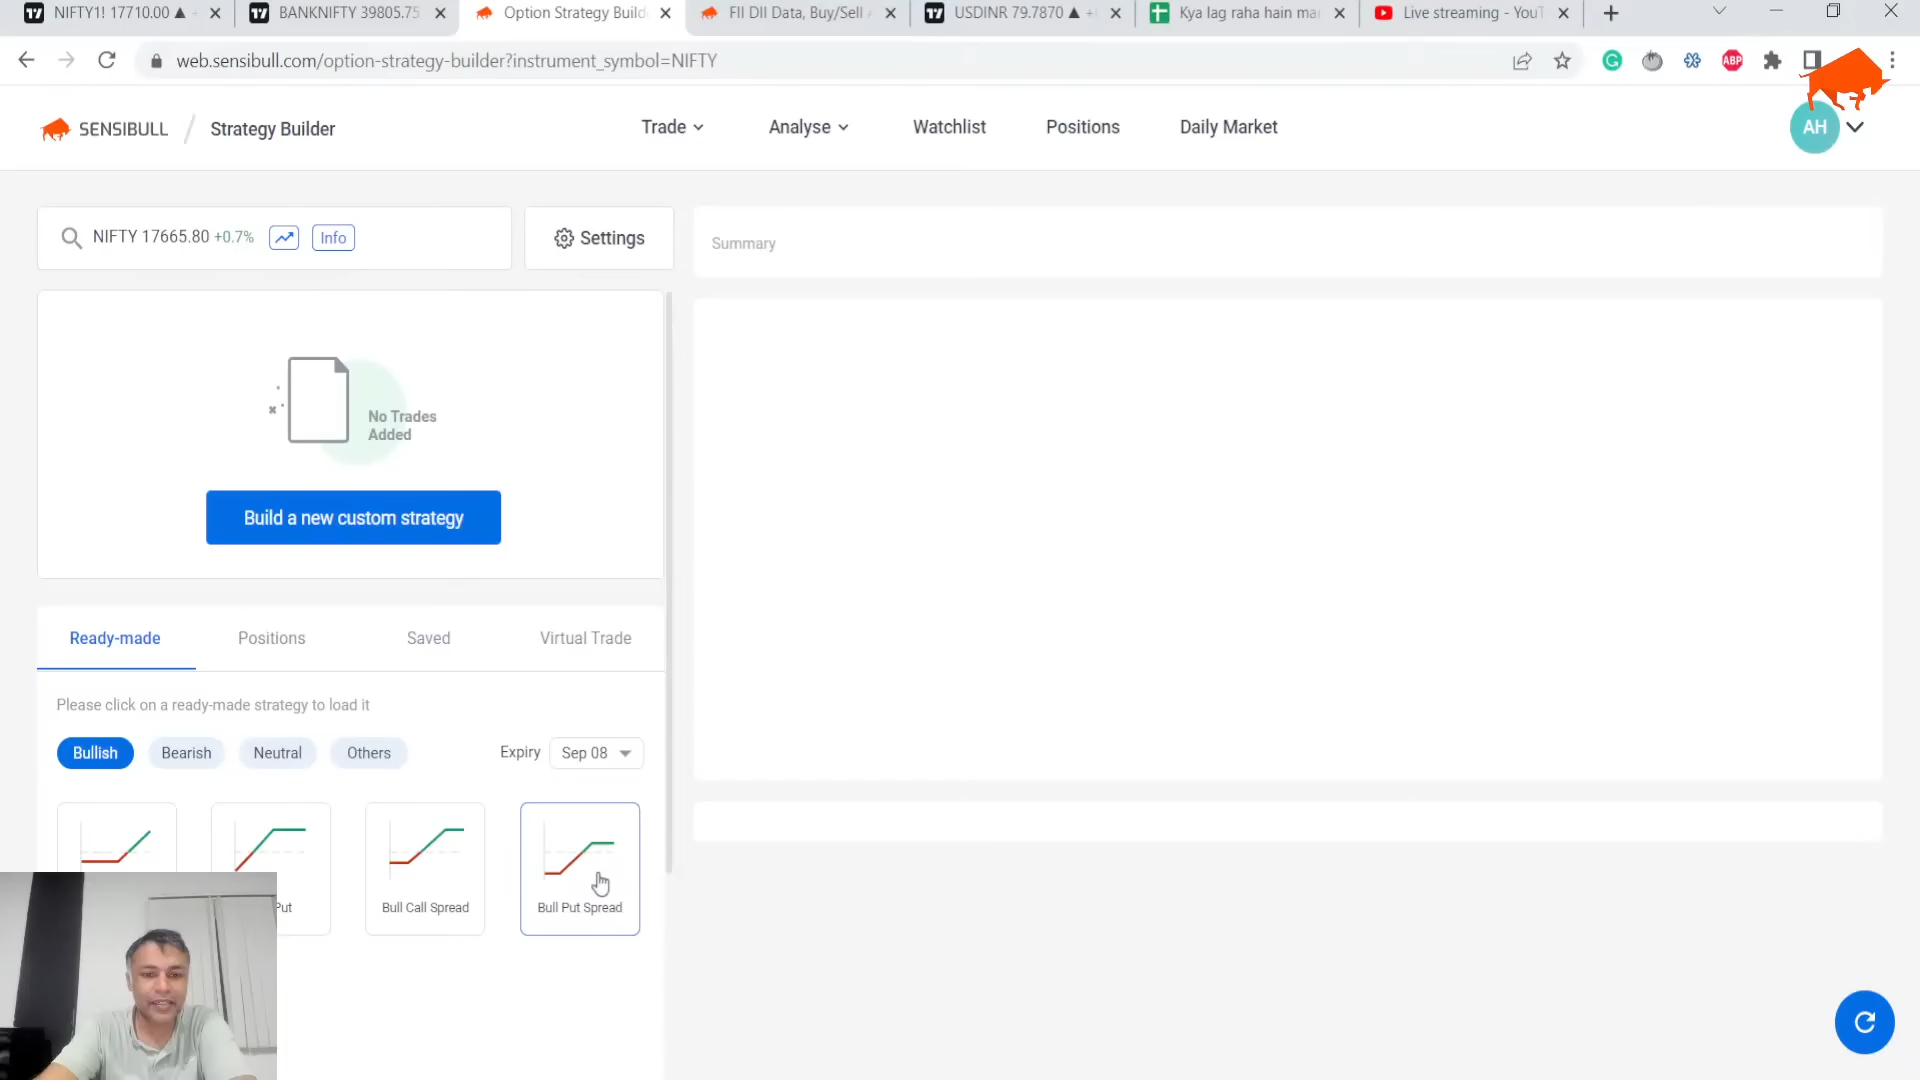 NIFTY1! 17710.00 ▲
BANKNIFTY 39805.75
Option Strategy Build
FII DII Data, Buy/Sell
USDINR 79.7870 ▲
Kya lag raha hain ma
Live streaming - YouT
web.sensibull.com/option-strategy-builder?instrument_symbol=NIFTY
G
ABP
SENSIBULL / Strategy Builder
Trade
Analyse
Watchlist
Positions
Daily Market
AH
NIFTY 17665.80 +0.7%
Info
Settings
Summary
No Trades
Added
Build a new custom strategy
Ready-made
Positions
Saved
Virtual Trade
Please click on a ready-made strategy to load it
Bullish
Bearish
Neutral
Others
Expiry
Sep 08
Put
Bull Call Spread
Bull Put Spread